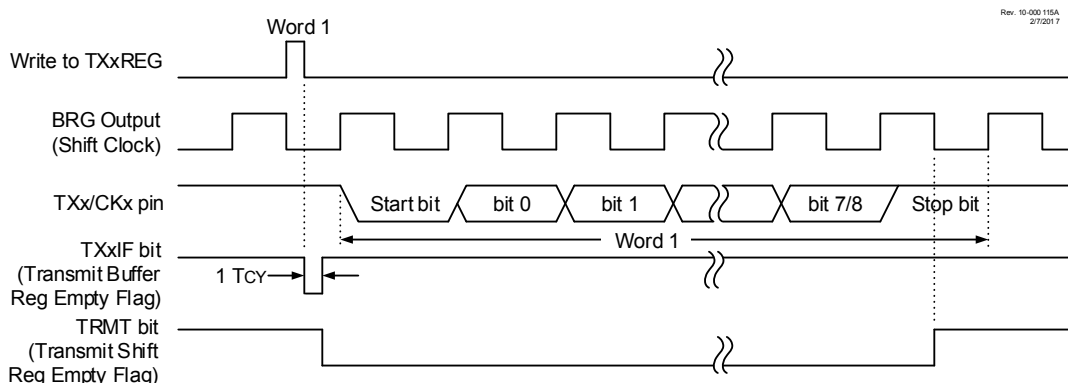 Rev. 10-000 115A
2/7/2017
Word 1
Write to TXxREG
BRG Output
(Shift Clock)
TXx/CKx pin
Start bit
bit 0
bit 1
bit 7/8
Stop bit
Word 1
TXxIF bit
(Transmit Buffer
Reg Empty Flag)
1 TCY
TRMT bit
(Transmit Shift
Reg Empty Flag)